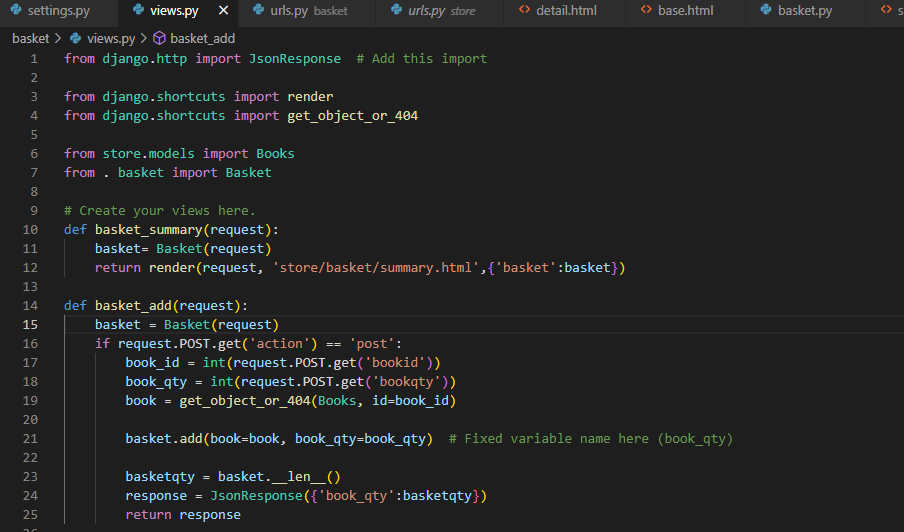 settings.py views.py × urls.py basket urls.py store detail.html base.html basket.py s
basket > views.py > basket_add
1 from django.http import JsonResponse  # Add this import
2
3 from django.shortcuts import render
4 from django.shortcuts import get_object_or_404
5
6 from store.models import Books
7 from . basket import Basket
8
9 # Create your views here.
10 def basket_summary(request):
11     basket= Basket(request)
12     return render(request, 'store/basket/summary.html',{'basket':basket})
13
14 def basket_add(request):
15     basket = Basket(request)
16     if request.POST.get('action') == 'post':
17         book_id = int(request.POST.get('bookid'))
18         book_qty = int(request.POST.get('bookqty'))
19         book = get_object_or_404(Books, id=book_id)
20
21         basket.add(book=book, book_qty=book_qty)  # Fixed variable name here (book_qty)
22
23         basketqty = basket.__len__()
24         response = JsonResponse({'book_qty':basketqty})
25         return response